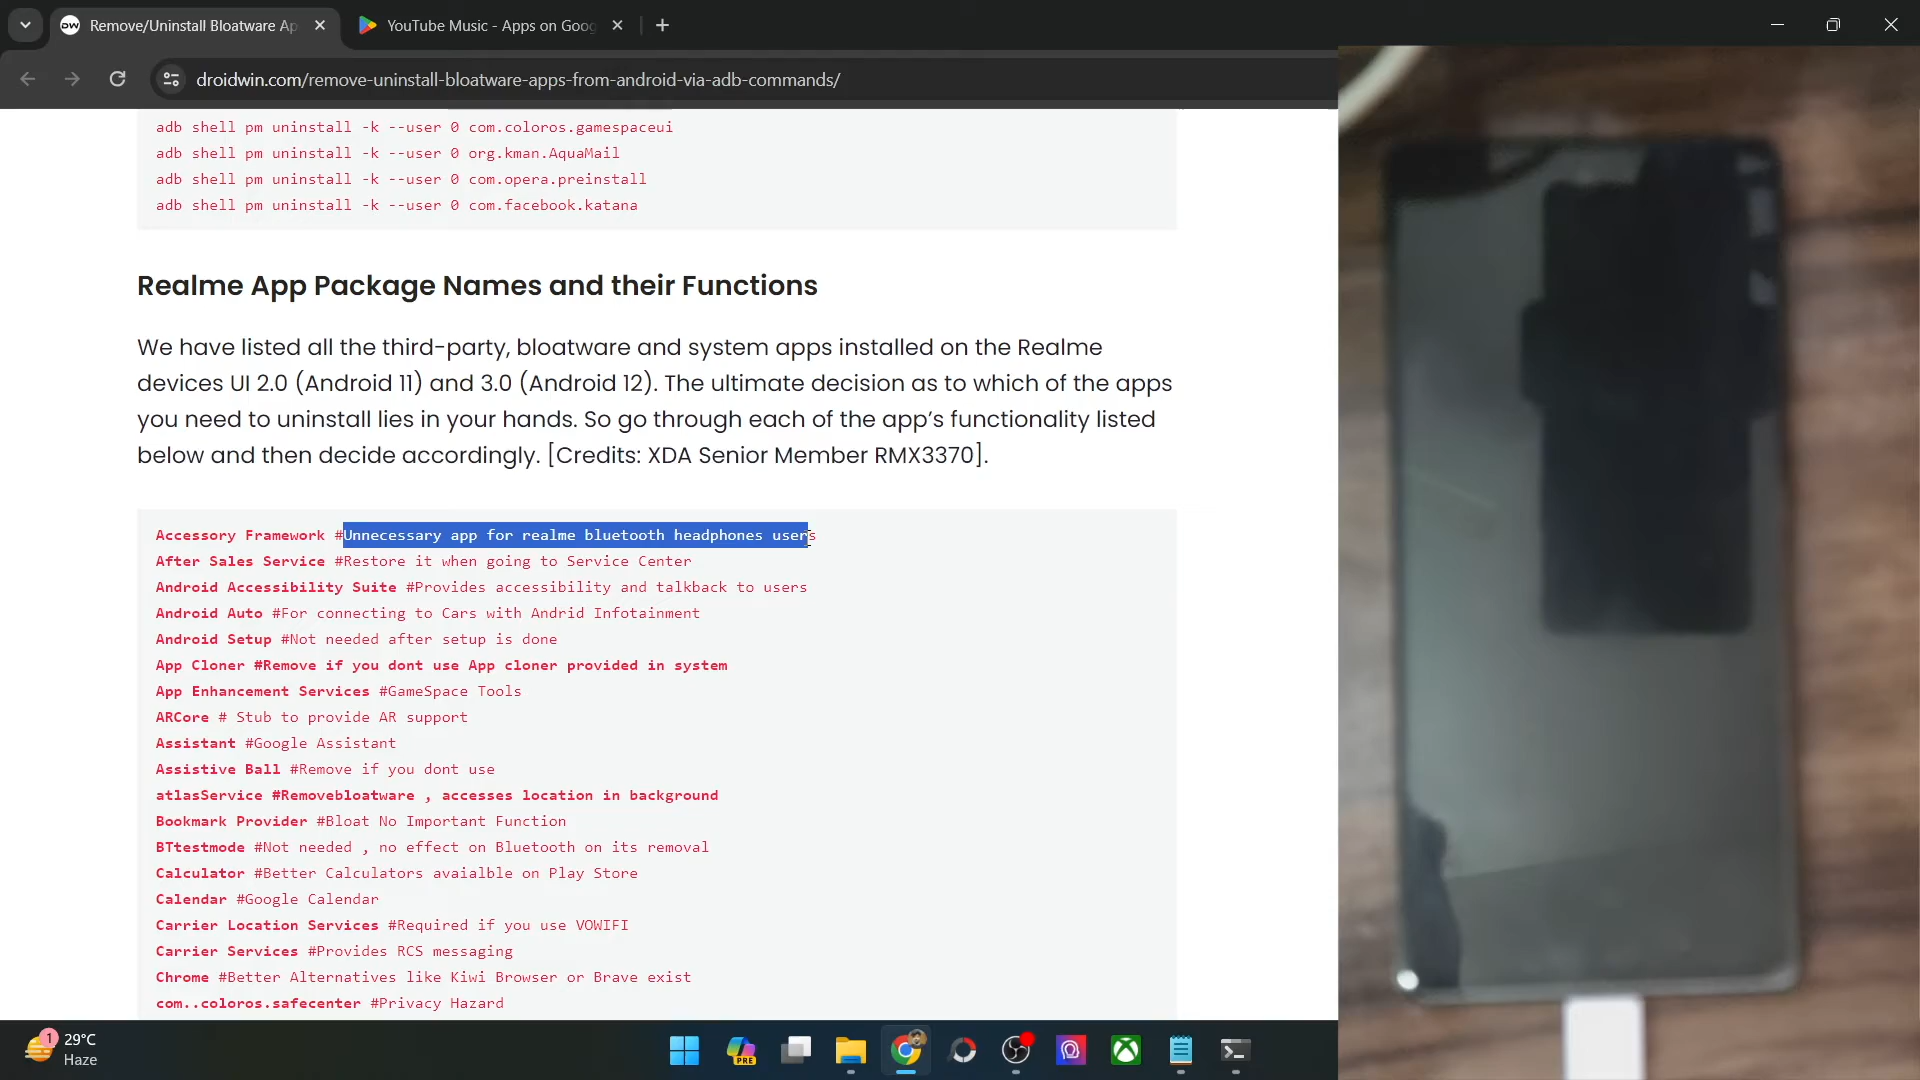 Remove/Uninstall Bloatware Ap
YouTube Music - Apps on Goog
droidwin.com/remove-uninstall-bloatware-apps-from-android-via-adb-commands/
adb shell pm uninstall -k --user 0 com.coloros.gamespaceui
adb shell pm uninstall -k --user 0 org.kman.AquaMail
adb shell pm uninstall -k --user 0 com.opera.preinstall
adb shell pm uninstall -k --user 0 com.facebook.katana
Realme App Package Names and their Functions
We have listed all the third-party, bloatware and system apps installed on the Realme
devices UI 2.0 (Android 11) and 3.0 (Android 12). The ultimate decision as to which of the apps
you need to uninstall lies in your hands. So go through each of the app’s functionality listed
below and then decide accordingly. [Credits: XDA Senior Member RMX3370].
Accessory Framework #Unnecessary app for realme bluetooth headphones users
After Sales Service #Restore it when going to Service Center
Android Accessibility Suite #Provides accessibility and talkback to users
Android Auto #For connecting to Cars with Andrid Infotainment
Android Setup #Not needed after setup is done
App Cloner #Remove if you dont use App cloner provided in system
App Enhancement Services #GameSpace Tools
ARCore # Stub to provide AR support
Assistant #Google Assistant
Assistive Ball #Remove if you dont use
atlasService #Removebloatware , accesses location in background
Bookmark Provider #Bloat No Important Function
BTtestmode #Not needed , no effect on Bluetooth on its removal
Calculator #Better Calculators avaialble on Play Store
Calendar #Google Calendar
Carrier Location Services #Required if you use VOWIFI
Carrier Services #Provides RCS messaging
Chrome #Better Alternatives like Kiwi Browser or Brave exist
com..coloros.safecenter #Privacy Hazard
1
29°C
Haze
PRE